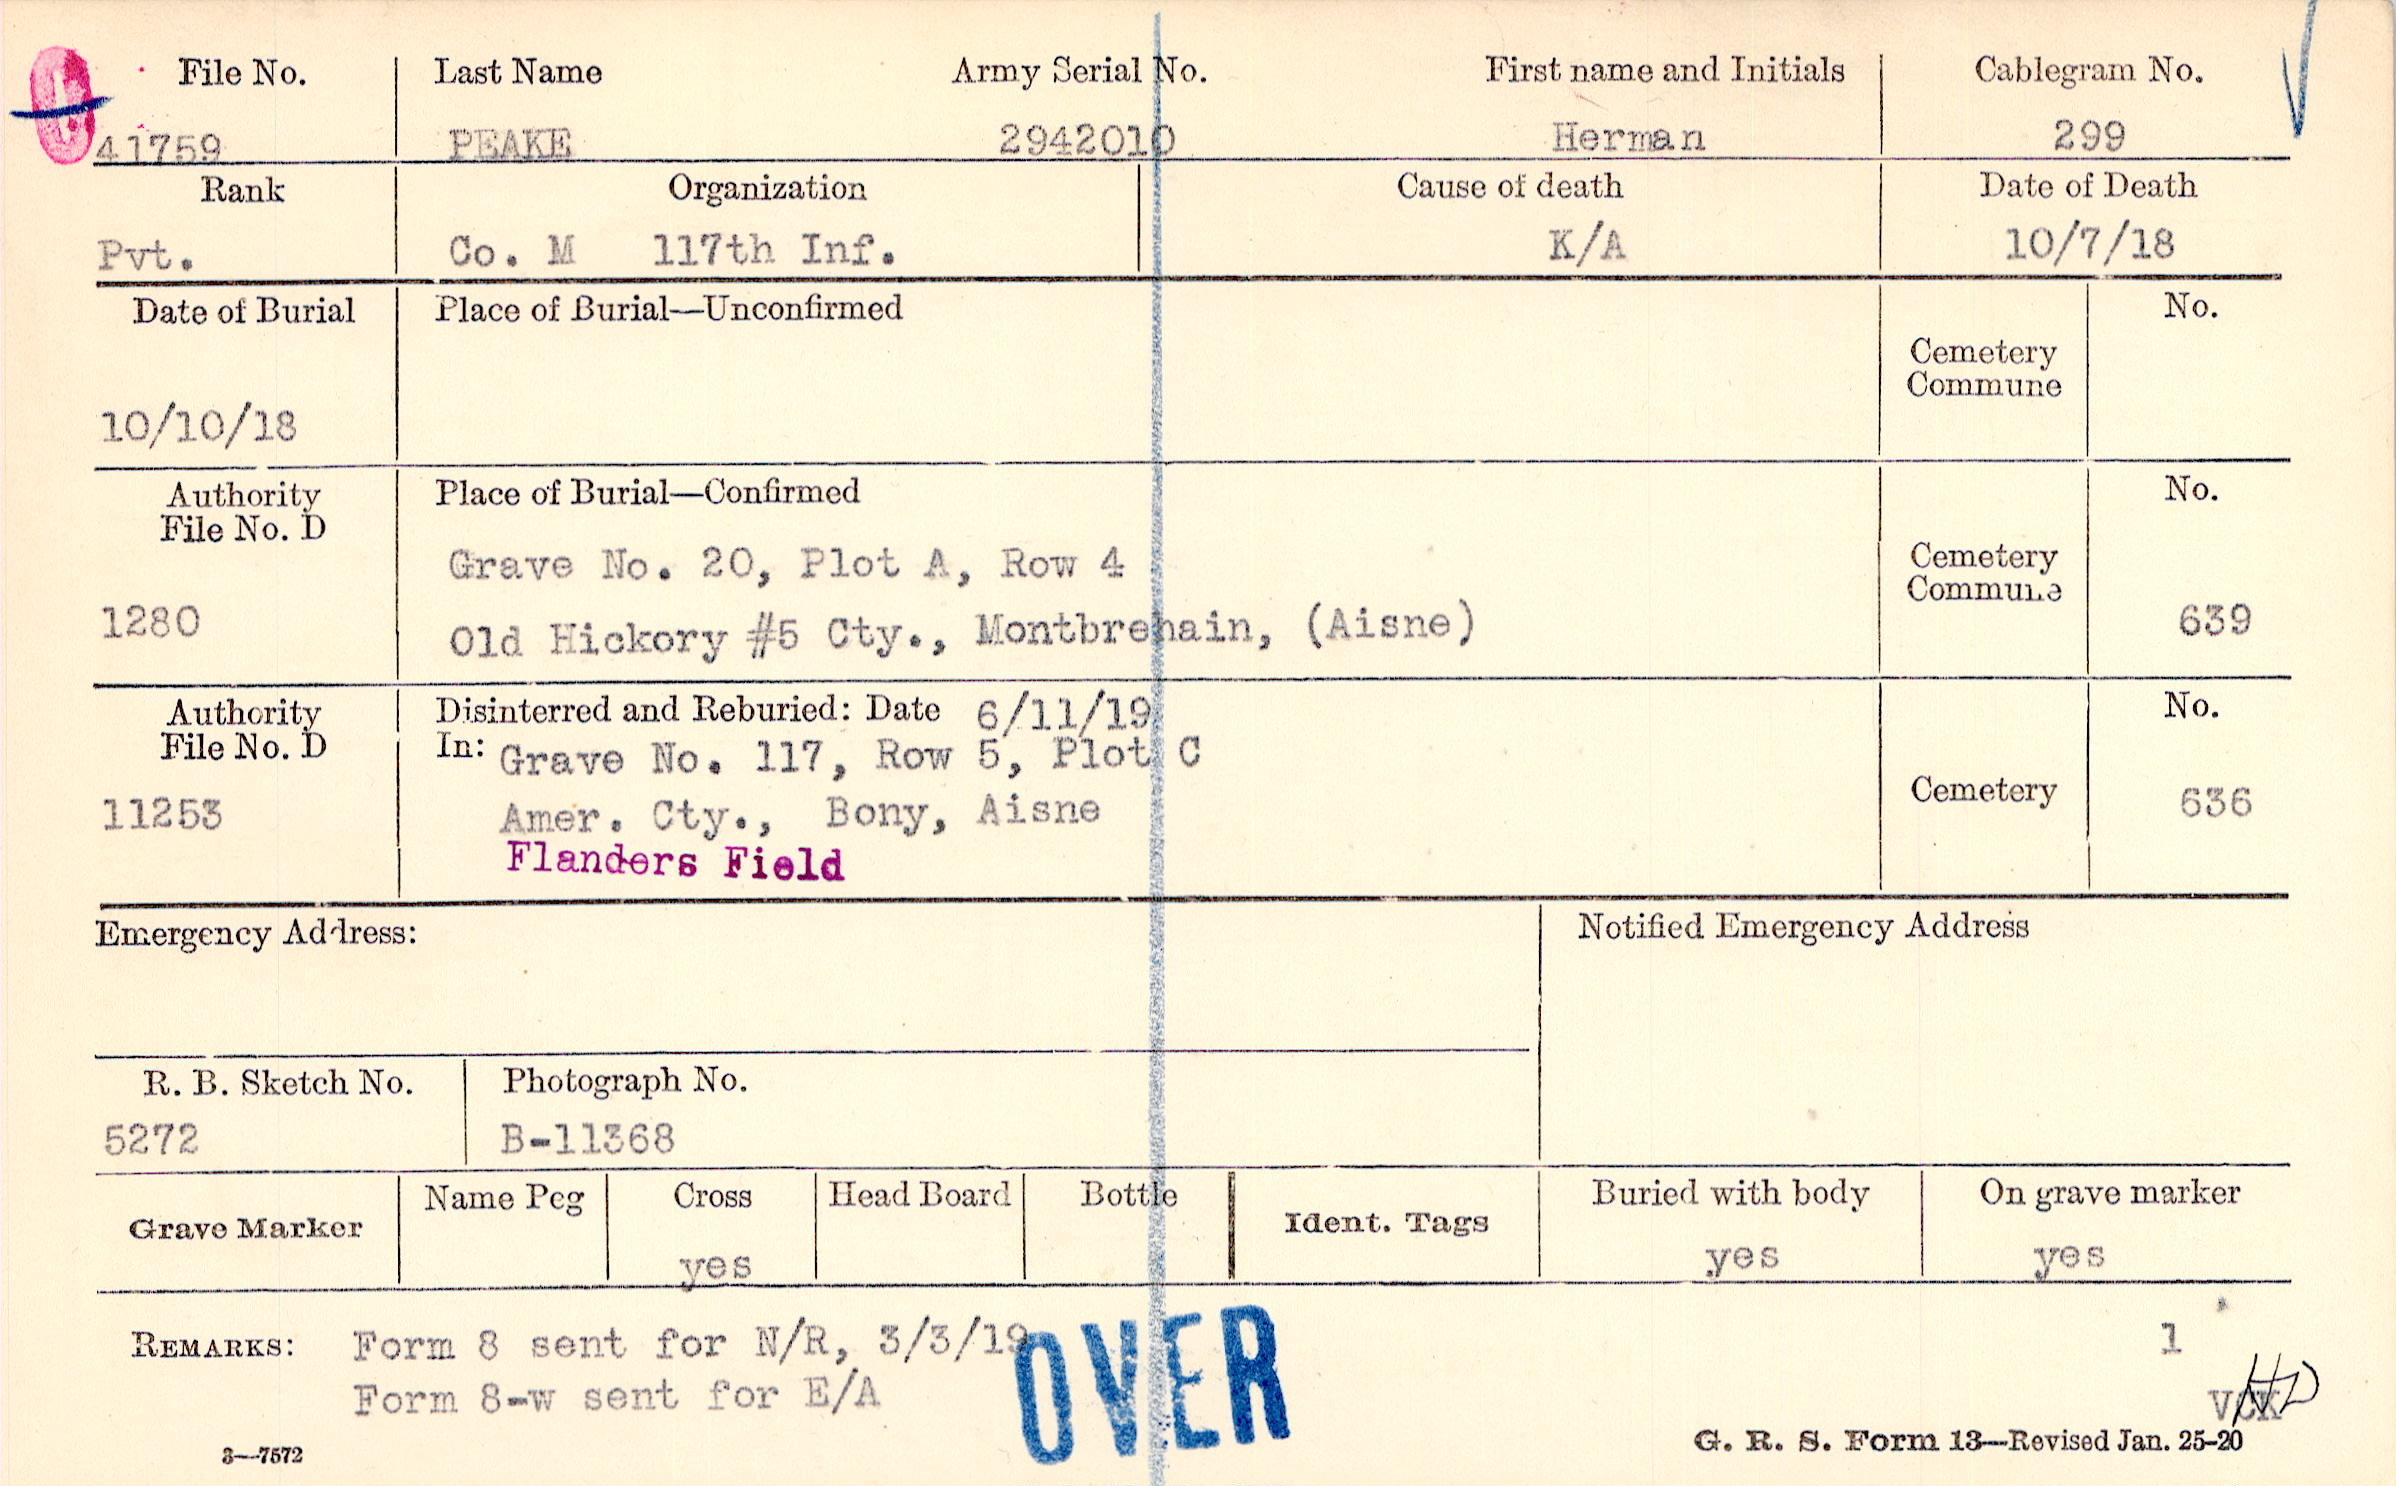 File No. Last Name Army Serial No. First name and Initials Cablegram No.
41759 PEAKE 2942010 Herman 299
Rank Organization Cause of death Date of Death
Pvt. Co. M 117th Inf. K/A 10/7/18
Date of Burial Place of Burial—Unconfirmed No.
Cemetery
Commune
10/10/18
Authority Place of Burial—Confirmed No.
File No. D
Grave No. 20, Plot A, Row 4 Cemetery
Commune
1280 Old Hickory #5 Cty., Montbrehain, (Aisne) 639
Authority Disinterred and Reburied: Date 6/11/19 No.
File No. D In: Grave No. 117, Row 5, Plot C
Cemetery
11253 Amer. Cty., Bony, Aisne 636
Flanders Field
Emergency Address: Notified Emergency Address
R. B. Sketch No. Photograph No.
5272 B-11368
Name Peg Cross Head Board Bottle Buried with body On grave marker
Grave Marker Ident. Tags
yes yes yes
REMARKS: Form 8 sent for N/R, 3/3/19 1
Form 8-w sent for E/A VCK
OVER
3—7572 G. R. S. Form 13—Revised Jan. 25-20